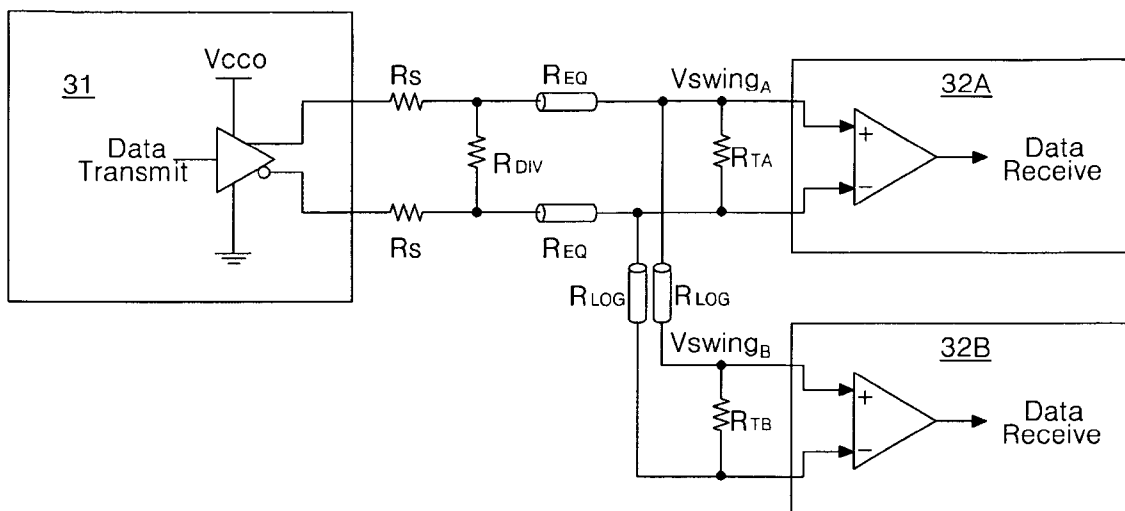 31
Vcco
Data
Transmit
Rs
REQ
RDIV
Rs
REQ
VswingA
RTA
32A
+
−
Data
Receive
RLOG
RLOG
VswingB
RTB
32B
+
−
Data
Receive